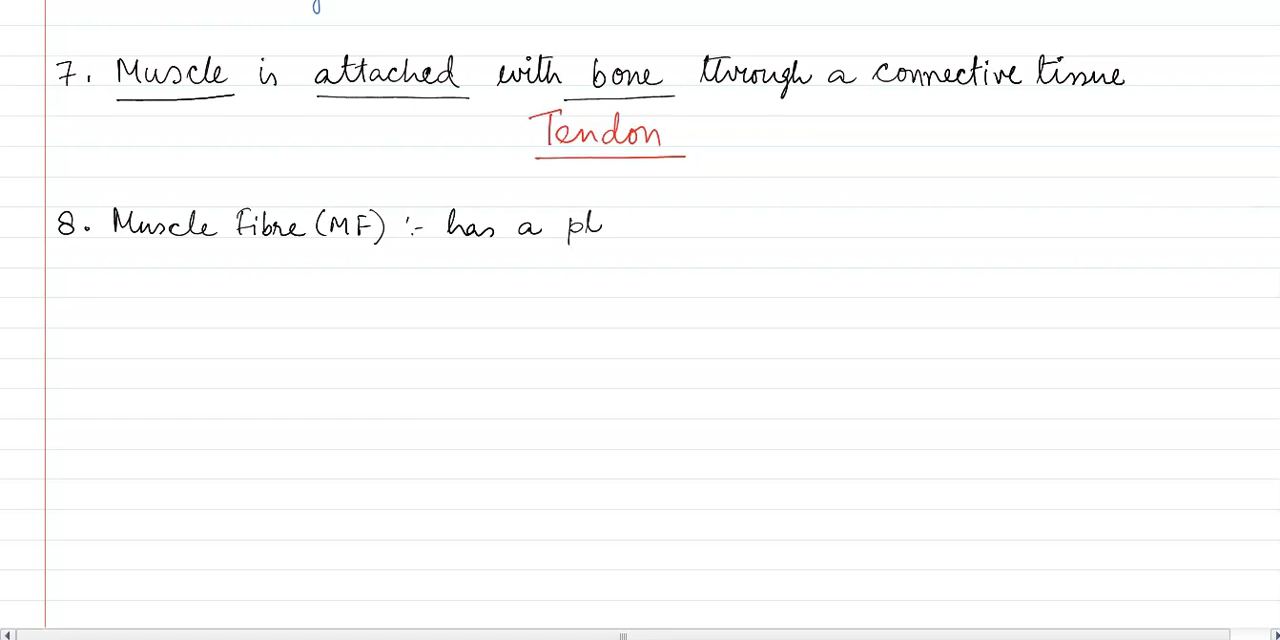 7. Muscle is attached with bone through a connective tissue
Tendon
8. Muscle Fibre (MF) :- has a pl